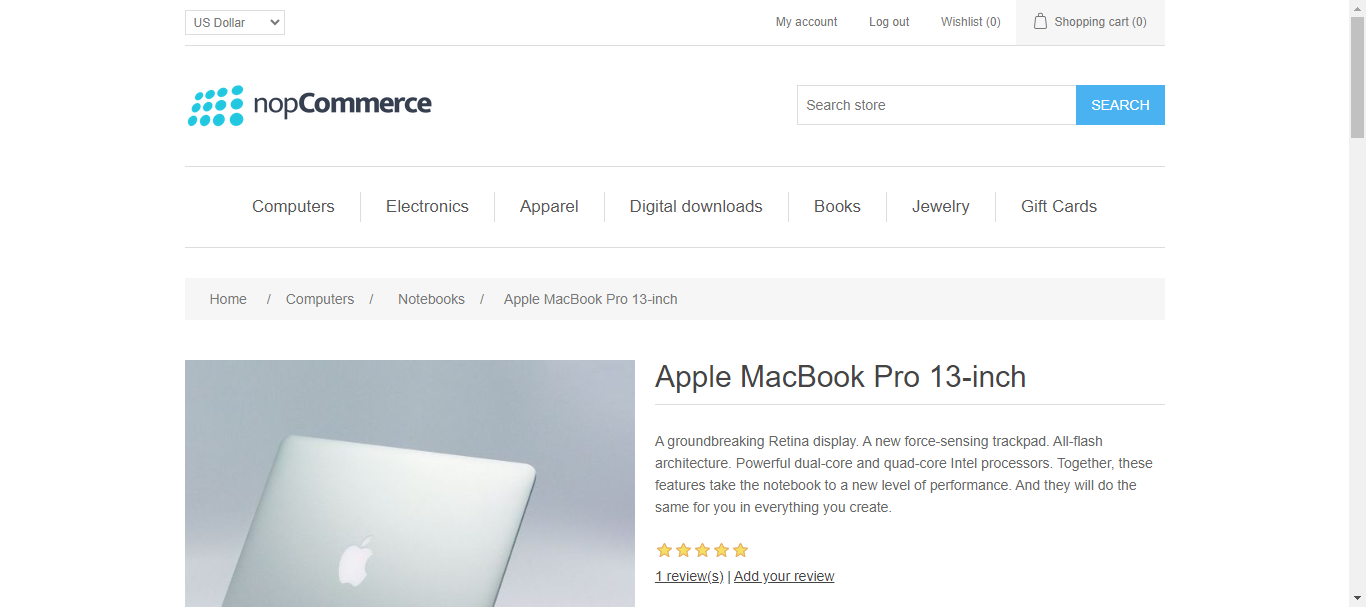 US Dollar
My account
Log out
Wishlist (0)
Shopping cart (0)
nopCommerce
Search store
SEARCH
Computers
Electronics
Apparel
Digital downloads
Books
Jewelry
Gift Cards
Home / Computers / Notebooks / Apple MacBook Pro 13-inch
Apple MacBook Pro 13-inch
A groundbreaking Retina display. A new force-sensing trackpad. All-flash
architecture. Powerful dual-core and quad-core Intel processors. Together, these
features take the notebook to a new level of performance. And they will do the
same for you in everything you create.
1 review(s) | Add your review